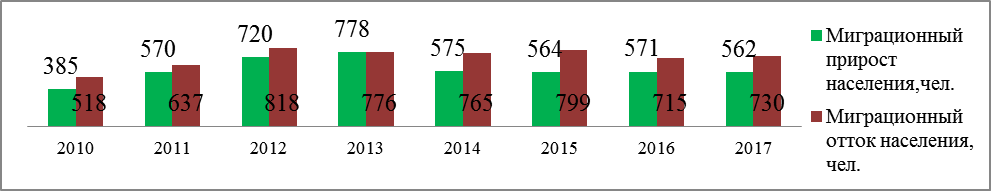 385 570 720 778 575 564 571 562
518 637 818 776 765 799 715 730
2010 2011 2012 2013 2014 2015 2016 2017
Миграционный
прирост
населения,чел.
Миграционный
отток населения,
чел.